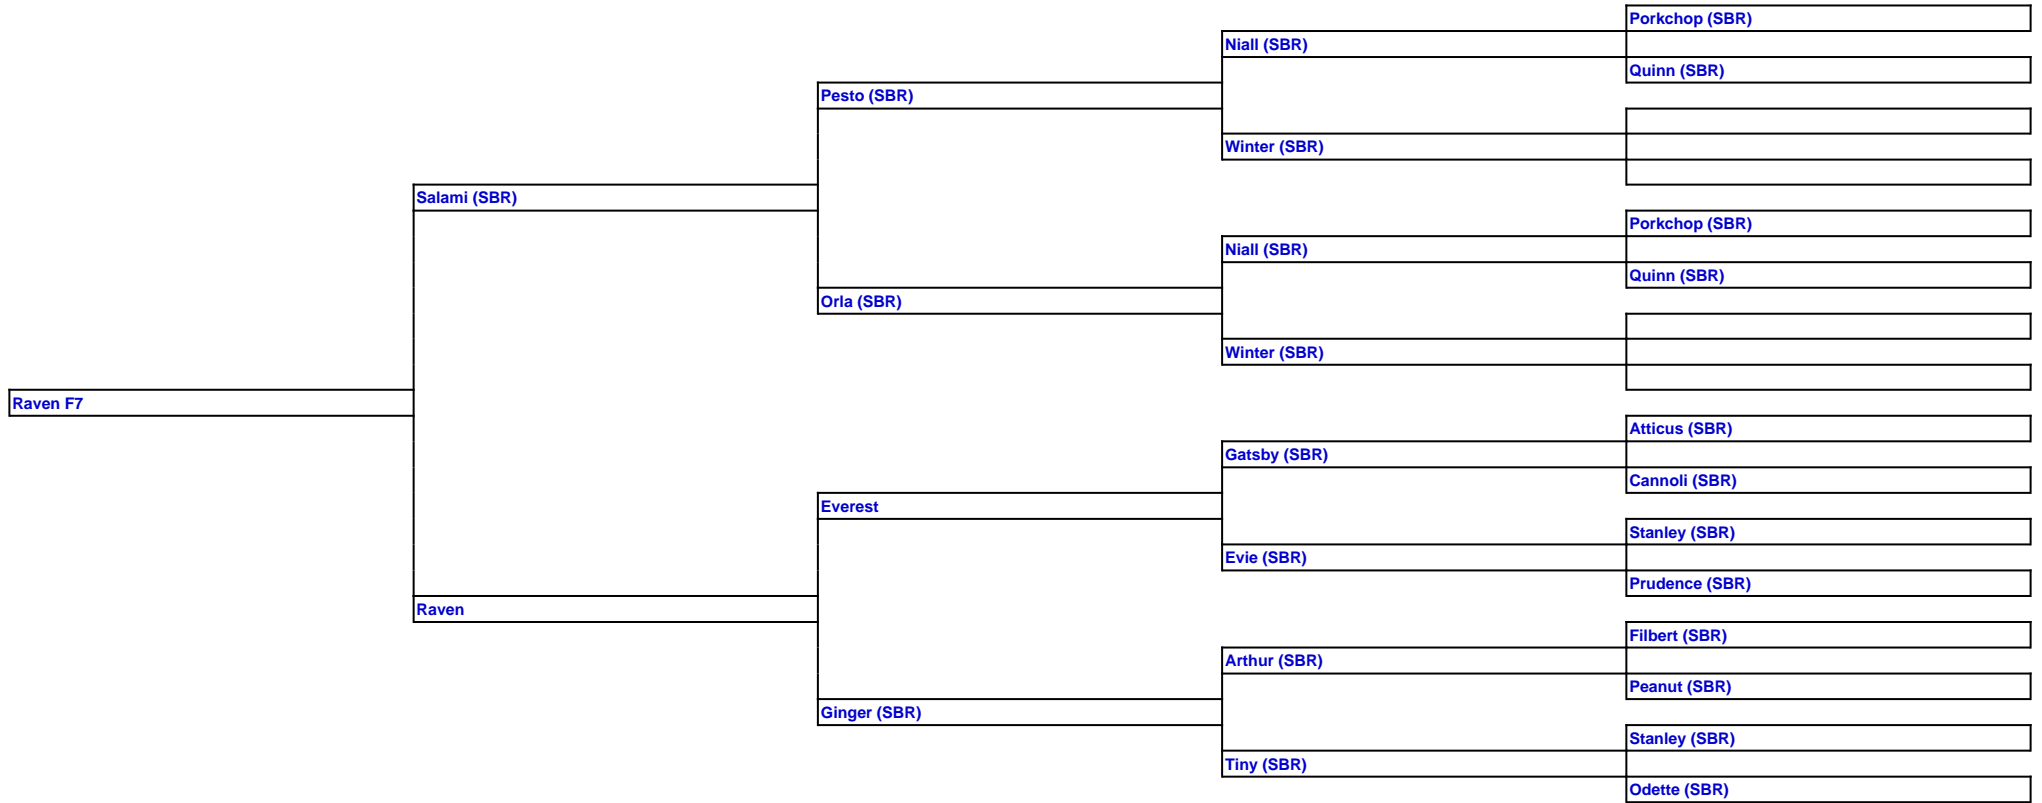 Porkchop (SBR)
Niall (SBR)
Quinn (SBR)
Pesto (SBR)
Winter (SBR)
Salami (SBR)
Porkchop (SBR)
Niall (SBR)
Quinn (SBR)
Orla (SBR)
Winter (SBR)
Raven F7
Atticus (SBR)
Gatsby (SBR)
Cannoli (SBR)
Everest
Stanley (SBR)
Evie (SBR)
Prudence (SBR)
Raven
Filbert (SBR)
Arthur (SBR)
Peanut (SBR)
Ginger (SBR)
Stanley (SBR)
Tiny (SBR)
Odette (SBR)